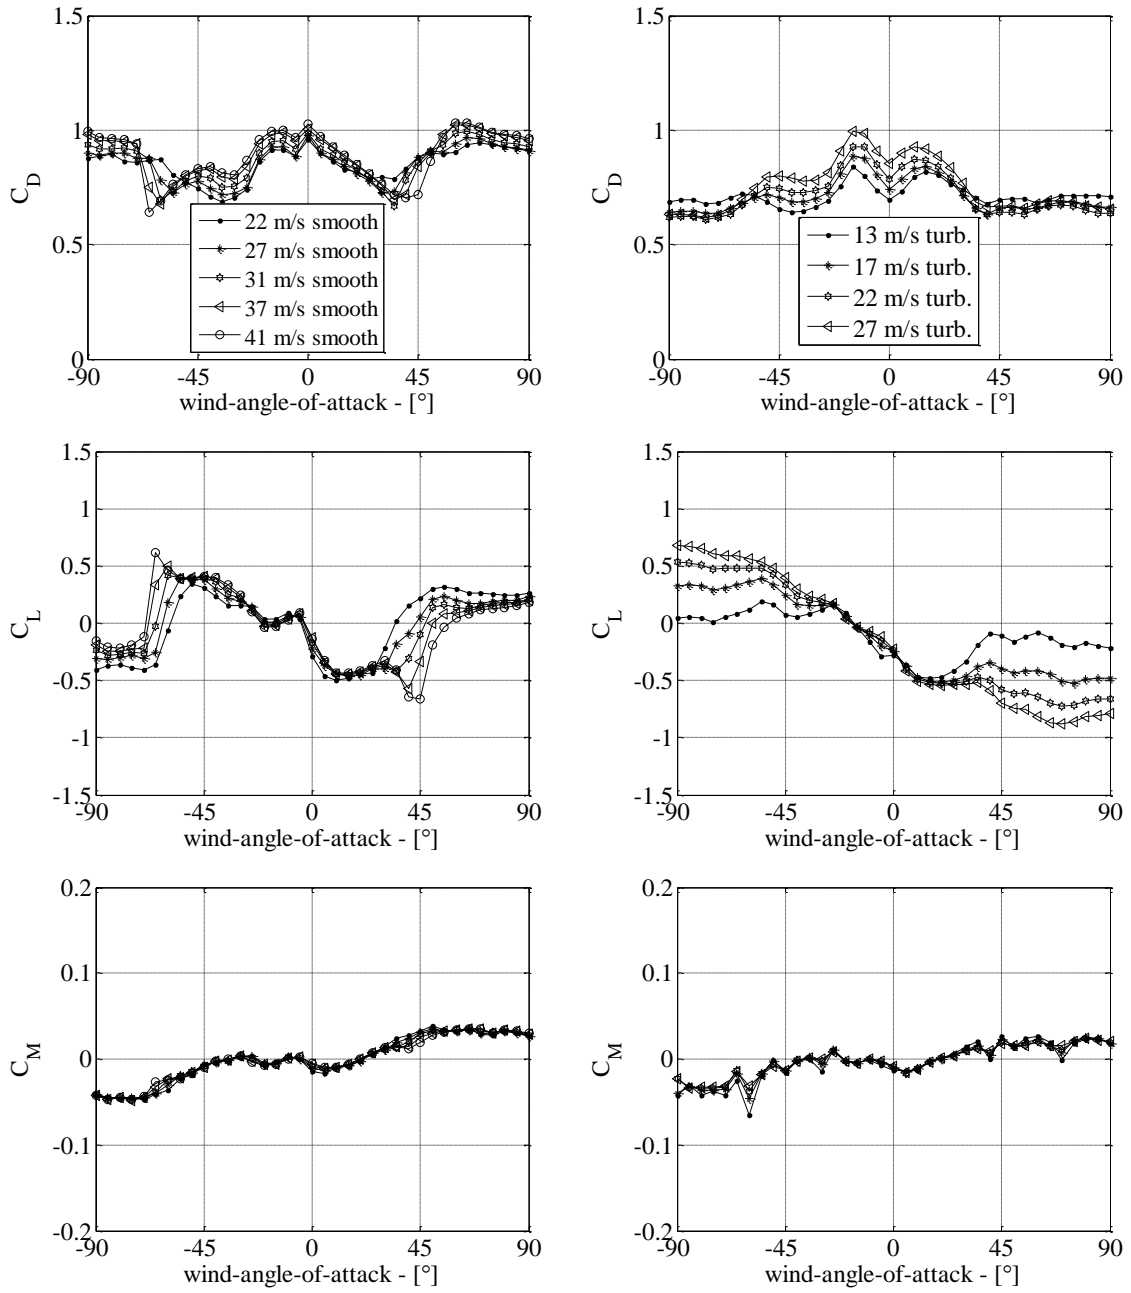 1.5
1
0.5
0
C_D
-90 -45 0 45 90
wind-angle-of-attack - [°]
22 m/s smooth
27 m/s smooth
31 m/s smooth
37 m/s smooth
41 m/s smooth
1.5
1
0.5
0
C_D
-90 -45 0 45 90
wind-angle-of-attack - [°]
13 m/s turb.
17 m/s turb.
22 m/s turb.
27 m/s turb.
1.5
1
0.5
0
-0.5
-1
-1.5
C_L
-90 -45 0 45 90
wind-angle-of-attack - [°]
1.5
1
0.5
0
-0.5
-1
-1.5
C_L
-90 -45 0 45 90
wind-angle-of-attack - [°]
0.2
0.1
0
-0.1
-0.2
C_M
-90 -45 0 45 90
wind-angle-of-attack - [°]
0.2
0.1
0
-0.1
-0.2
C_M
-90 -45 0 45 90
wind-angle-of-attack - [°]